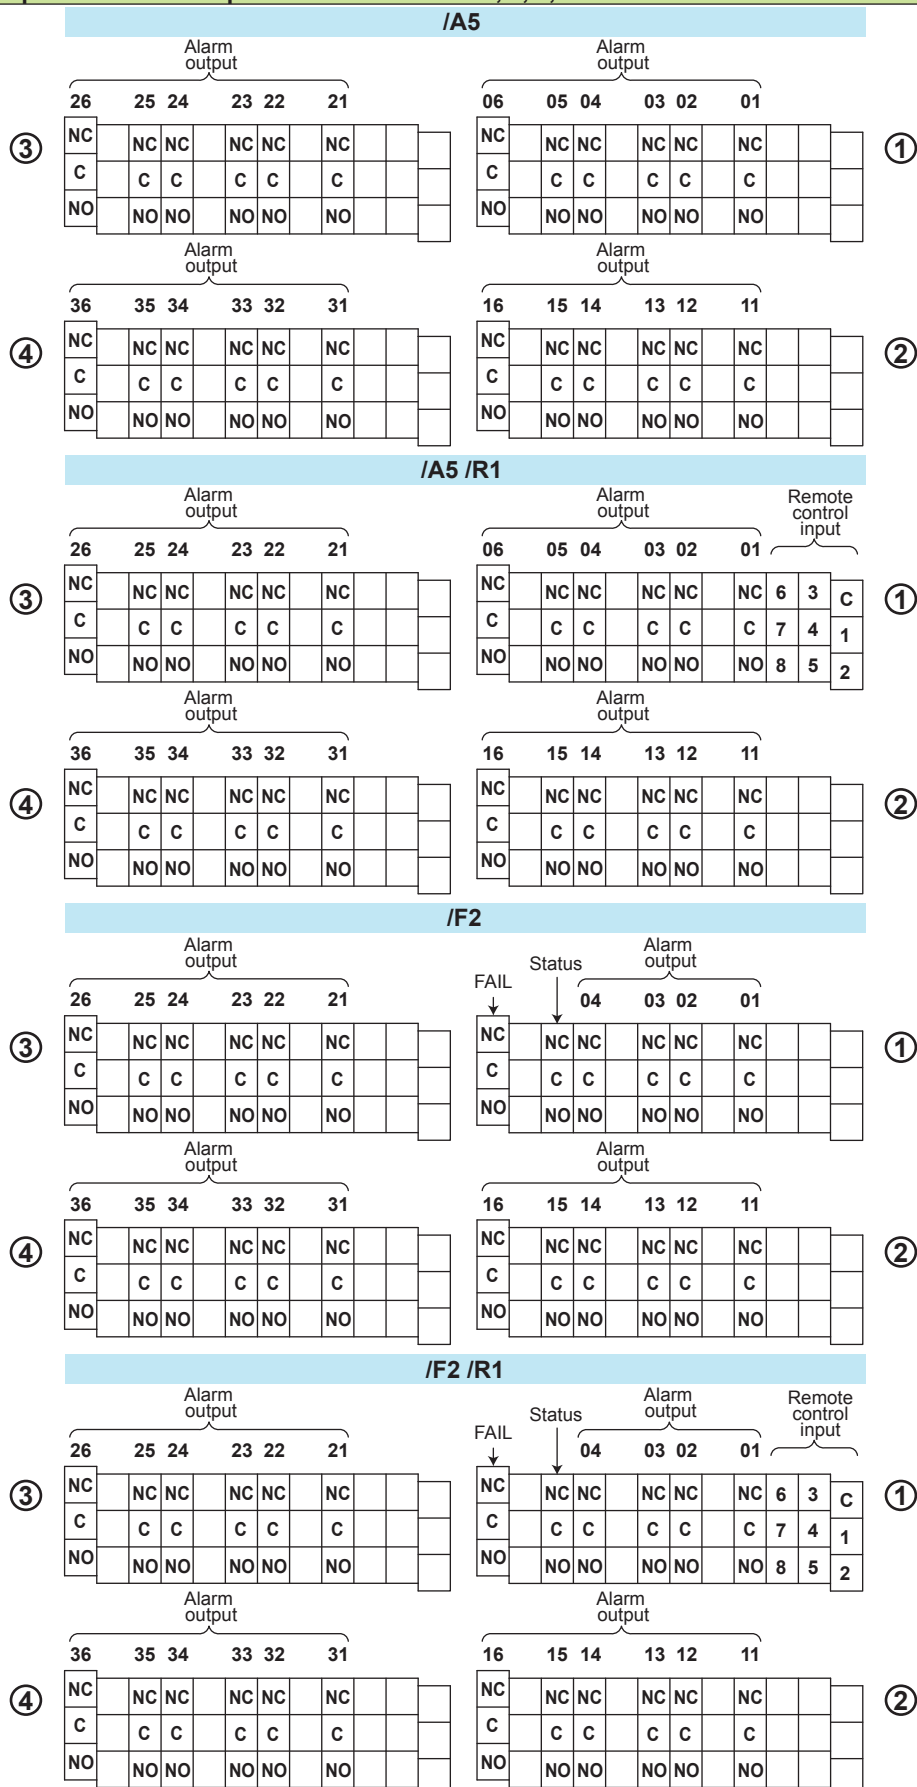 /A5
Alarm output Alarm output
26 25 24 23 22 21 06 05 04 03 02 01
③ NC NC NC NC NC NC NC NC NC NC NC NC ①
C C C C C C C C C C C C
NO NO NO NO NO NO NO NO NO NO NO NO
Alarm output Alarm output
36 35 34 33 32 31 16 15 14 13 12 11
④ NC NC NC NC NC NC NC NC NC NC NC NC ②
C C C C C C C C C C C C
NO NO NO NO NO NO NO NO NO NO NO NO
/A5 /R1
Alarm output Alarm output Remote control input
26 25 24 23 22 21 06 05 04 03 02 01
③ NC NC NC NC NC NC NC NC NC NC NC NC 6 3 C ①
C C C C C C C C C C C C 7 4 1
NO NO NO NO NO NO NO NO NO NO NO NO 8 5 2
Alarm output Alarm output
36 35 34 33 32 31 16 15 14 13 12 11
④ NC NC NC NC NC NC NC NC NC NC NC NC ②
C C C C C C C C C C C C
NO NO NO NO NO NO NO NO NO NO NO NO
/F2
Alarm output FAIL Status Alarm output
26 25 24 23 22 21 04 03 02 01
③ NC NC NC NC NC NC NC NC NC NC NC NC ①
C C C C C C C C C C C C
NO NO NO NO NO NO NO NO NO NO NO NO
Alarm output Alarm output
36 35 34 33 32 31 16 15 14 13 12 11
④ NC NC NC NC NC NC NC NC NC NC NC NC ②
C C C C C C C C C C C C
NO NO NO NO NO NO NO NO NO NO NO NO
/F2 /R1
Alarm output FAIL Status Alarm output Remote control input
26 25 24 23 22 21 04 03 02 01
③ NC NC NC NC NC NC NC NC NC NC NC NC 6 3 C ①
C C C C C C C C C C C C 7 4 1
NO NO NO NO NO NO NO NO NO NO NO NO 8 5 2
Alarm output Alarm output
36 35 34 33 32 31 16 15 14 13 12 11
④ NC NC NC NC NC NC NC NC NC NC NC NC ②
C C C C C C C C C C C C
NO NO NO NO NO NO NO NO NO NO NO NO